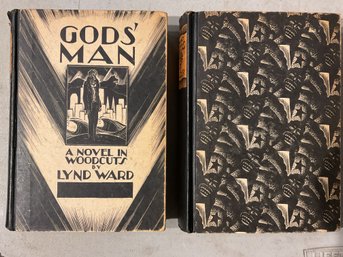 GODS'
MAN
A NOVEL IN
WOODCUTS
BY
LYND WARD